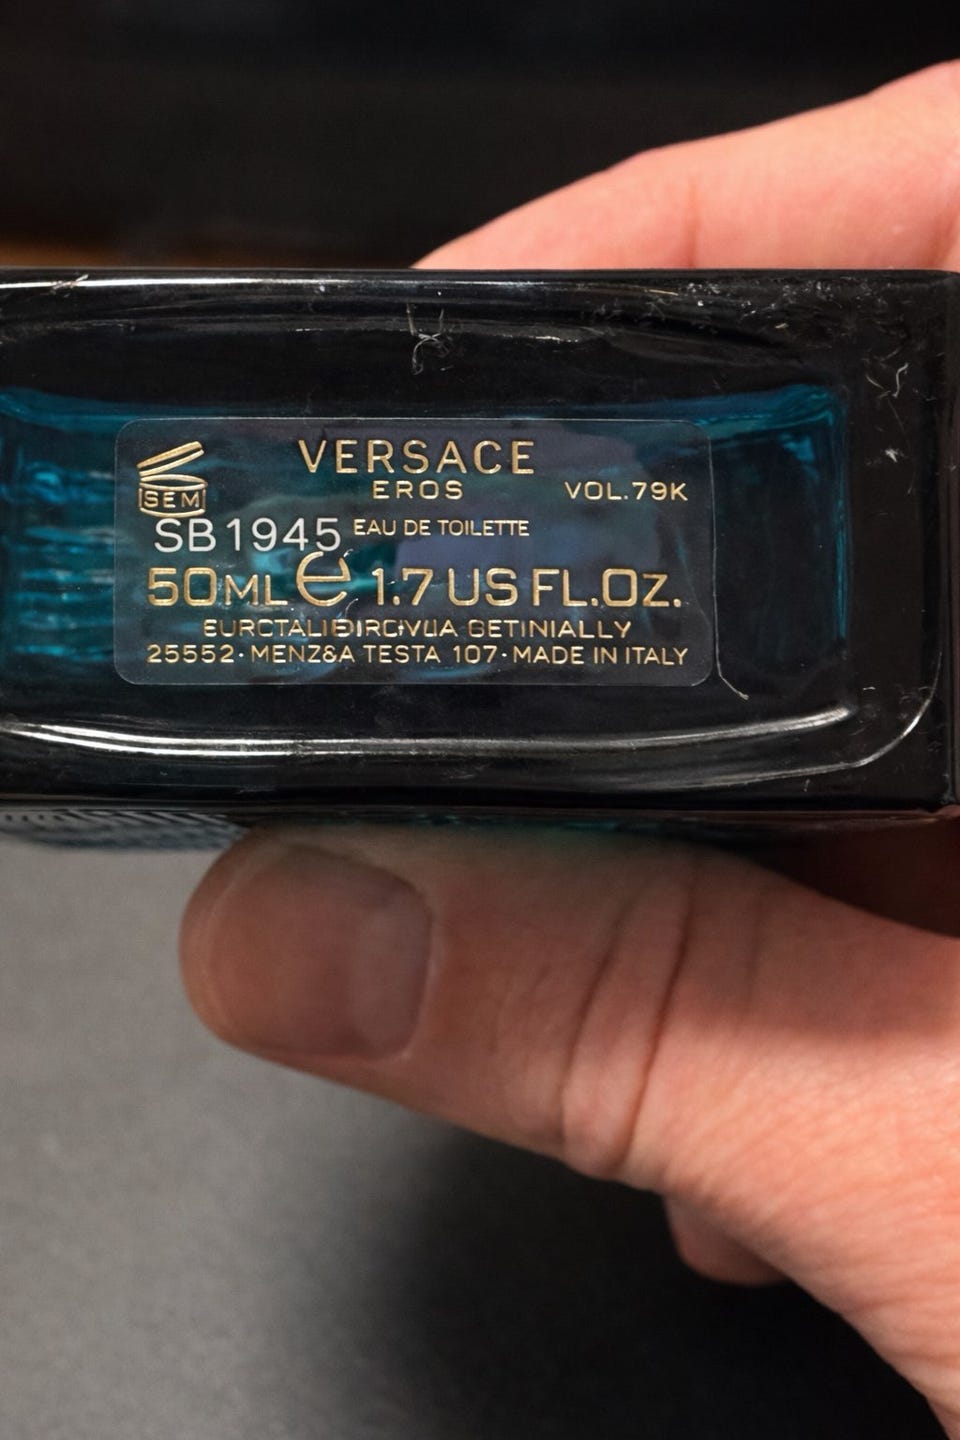 VERSACE
EROS
VOL.79K
SEM
SB1945 EAU DE TOILETTE
50ML e 1.7 US FL.OZ.
GETINIALLY
25552·MENZ&A TESTA 107·MADE IN ITALY